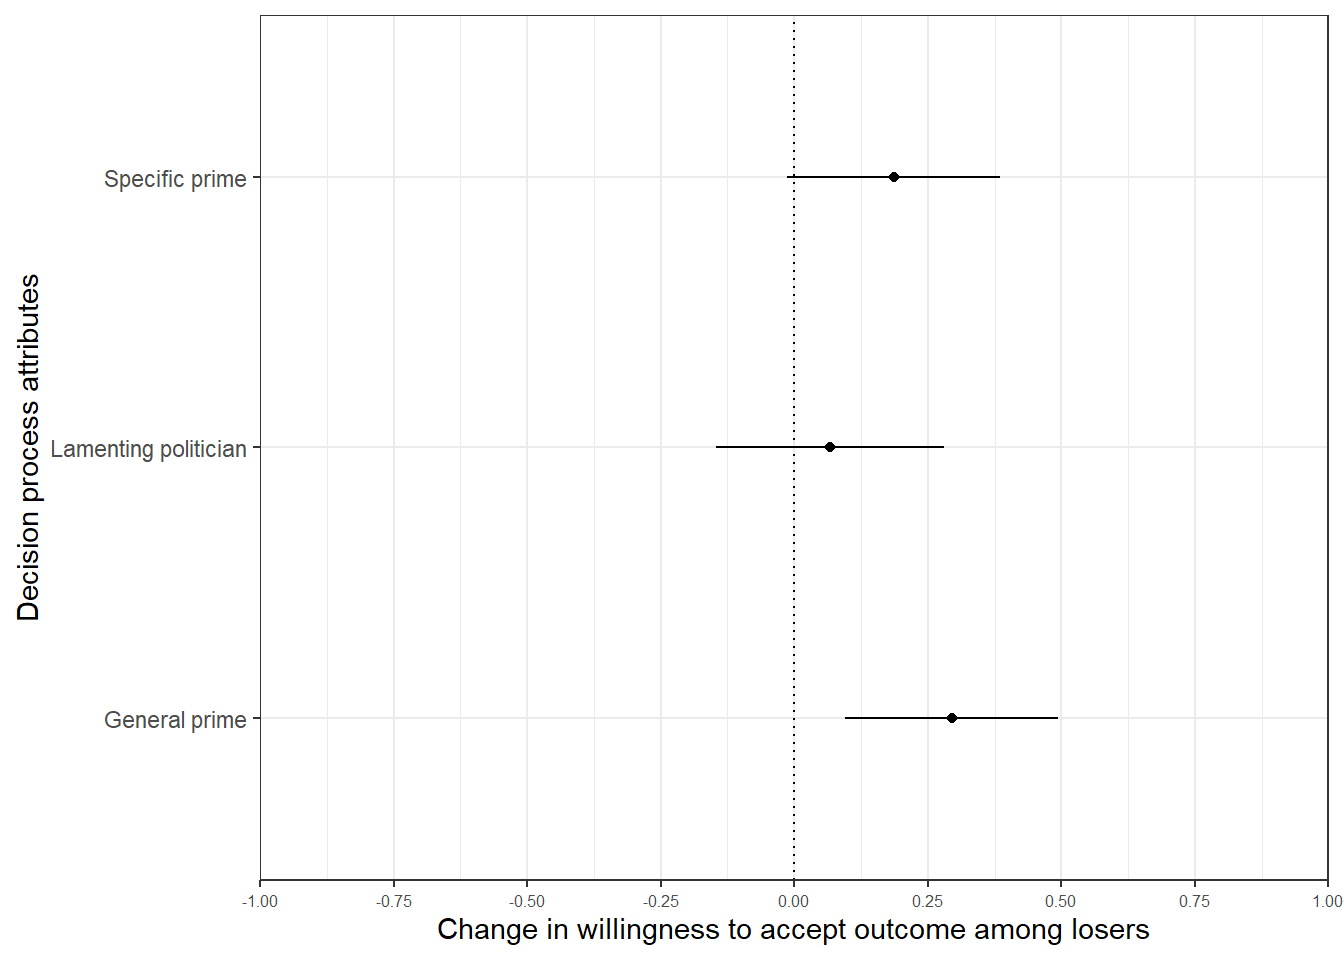 Decision process attributes
Specific prime
Lamenting politician
General prime
-1.00 -0.75 -0.50 -0.25 0.00 0.25 0.50 0.75 1.00
Change in willingness to accept outcome among losers